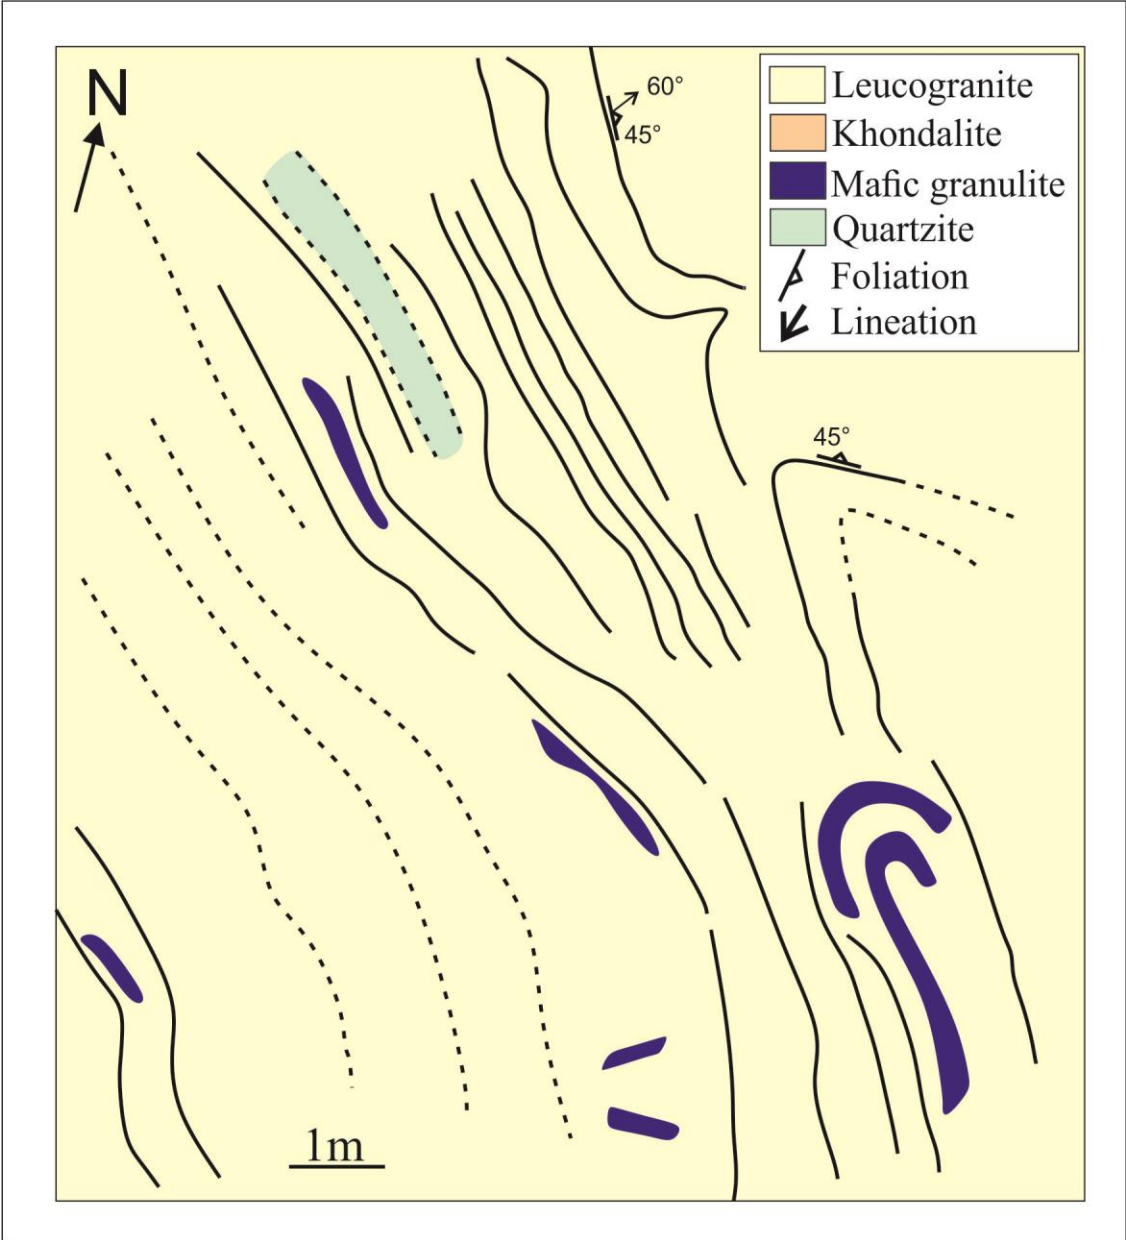 N
60°
45°
Leucogranite
Khondalite
Mafic granulite
Quartzite
Foliation
Lineation
45°
1m